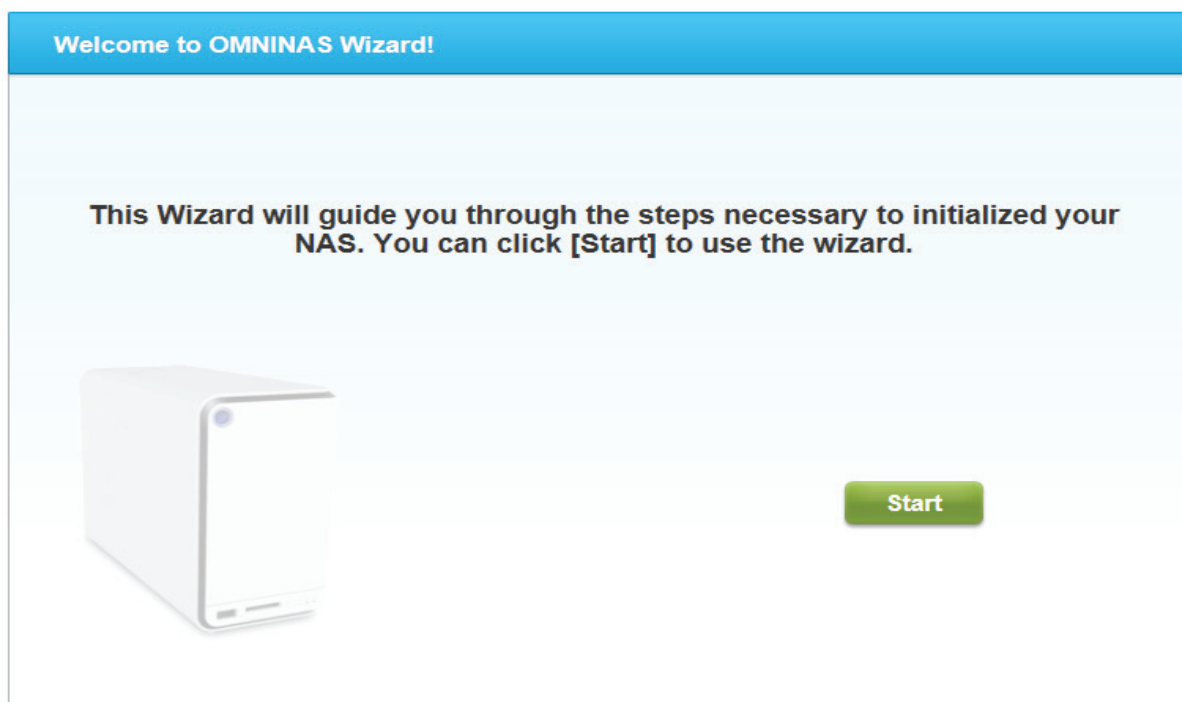 Welcome to OMNINAS Wizard!
This Wizard will guide you through the steps necessary to initialized your
NAS. You can click [Start] to use the wizard.
Start